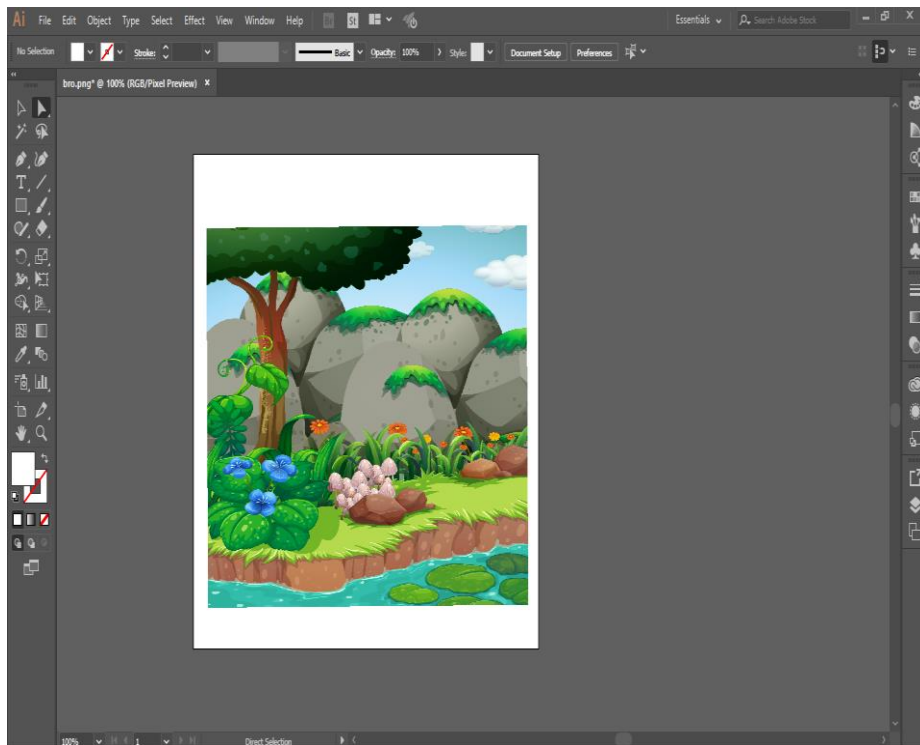 Ai File Edit Object Type Select Effect View Window Help Br St Essentials Search Adobe Stock
No Selection Stroke: Basic Opacity: 100% Style: Document Setup Preferences
bro.png* @ 100% (RGB/Pixel Preview) x
100% 1 Direct Selection